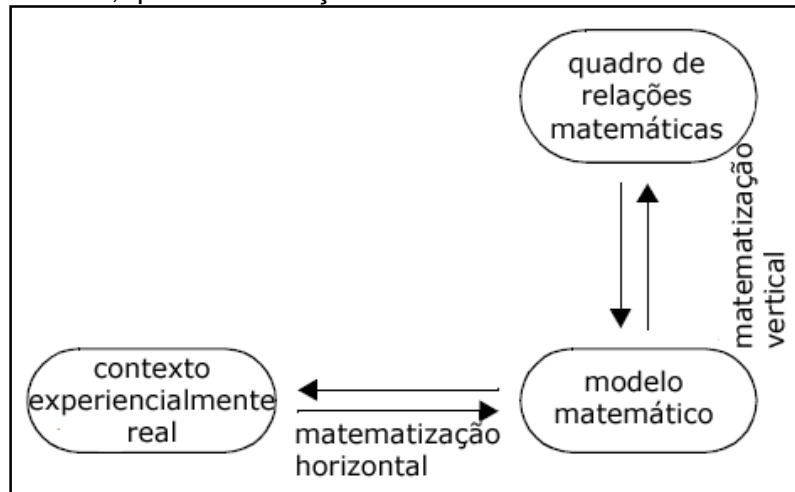 quadro de
relações
matemáticas
matematização
vertical
contexto
experiencialmente
real
matematização
horizontal
modelo
matemático